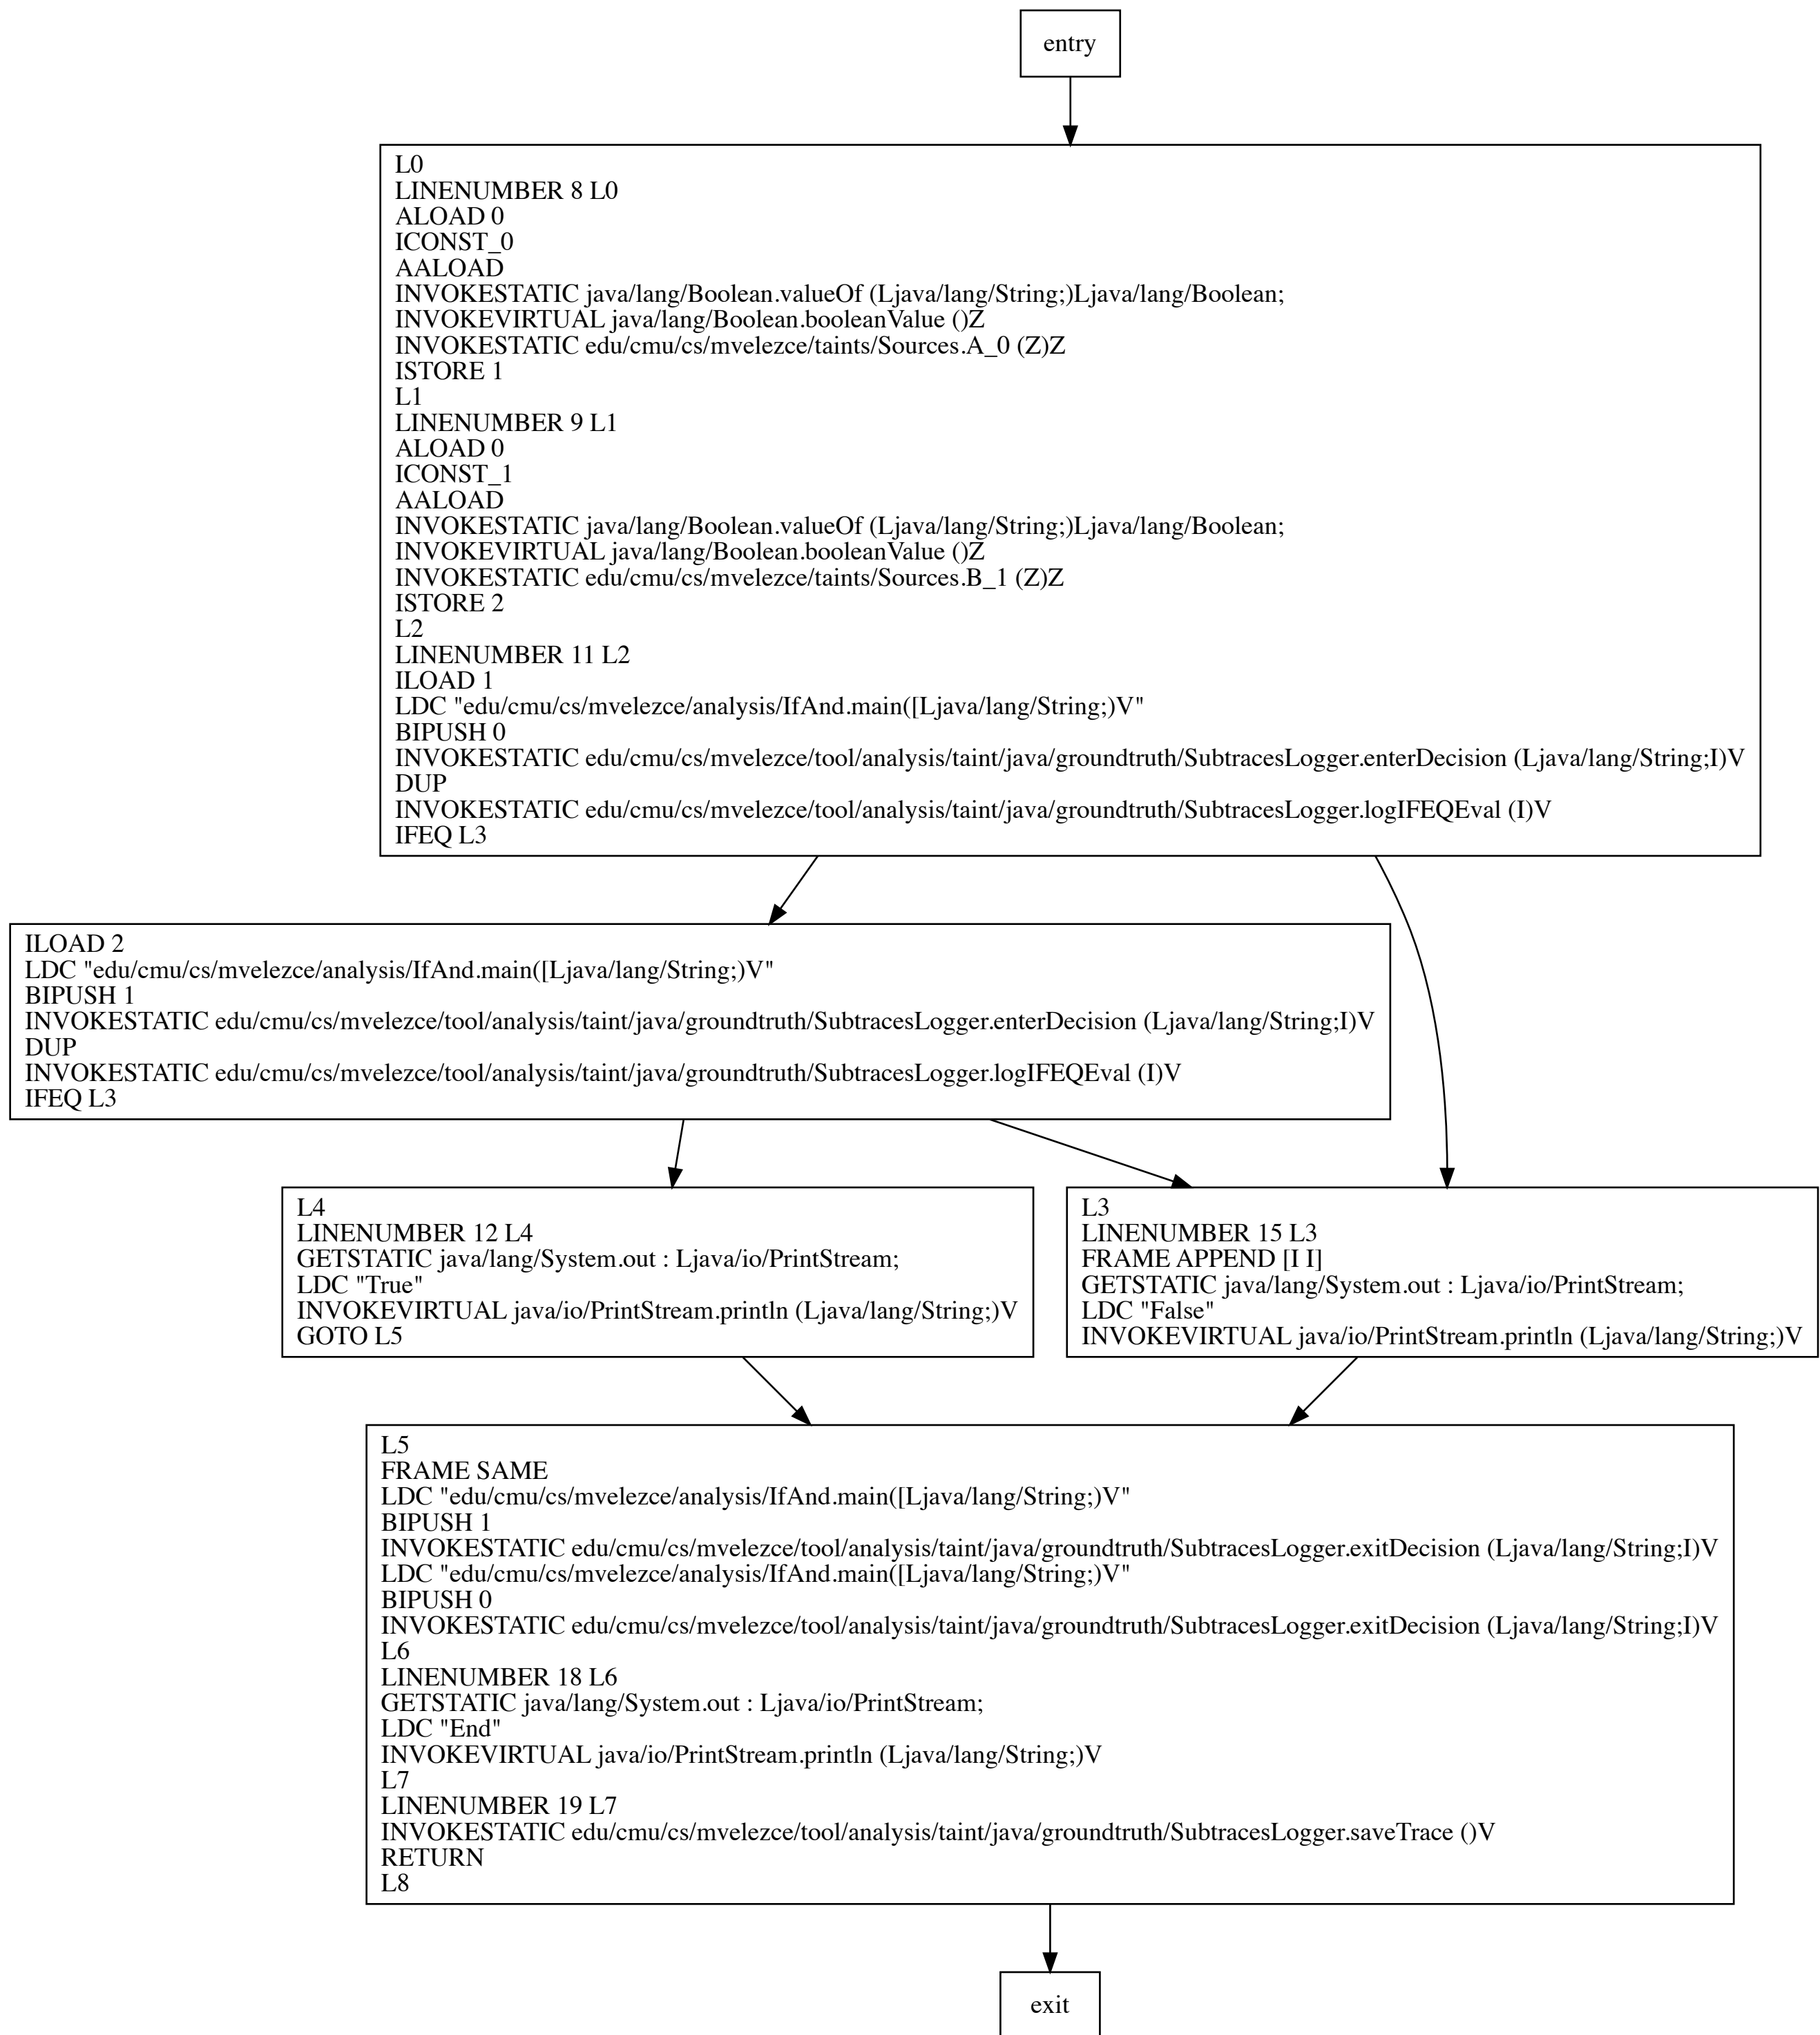 entry
L0
LINENUMBER 8 L0
ALOAD 0
ICONST_0
AALOAD
INVOKESTATIC java/lang/Boolean.valueOf (Ljava/lang/String;)Ljava/lang/Boolean;
INVOKEVIRTUAL java/lang/Boolean.booleanValue ()Z
INVOKESTATIC edu/cmu/cs/mvelezce/taints/Sources.A_0 (Z)Z
ISTORE 1
L1
LINENUMBER 9 L1
ALOAD 0
ICONST_1
AALOAD
INVOKESTATIC java/lang/Boolean.valueOf (Ljava/lang/String;)Ljava/lang/Boolean;
INVOKEVIRTUAL java/lang/Boolean.booleanValue ()Z
INVOKESTATIC edu/cmu/cs/mvelezce/taints/Sources.B_1 (Z)Z
ISTORE 2
L2
LINENUMBER 11 L2
ILOAD 1
LDC "edu/cmu/cs/mvelezce/analysis/IfAnd.main([Ljava/lang/String;)V"
BIPUSH 0
INVOKESTATIC edu/cmu/cs/mvelezce/tool/analysis/taint/java/groundtruth/SubtracesLogger.enterDecision (Ljava/lang/String;I)V
DUP
INVOKESTATIC edu/cmu/cs/mvelezce/tool/analysis/taint/java/groundtruth/SubtracesLogger.logIFEQEval (I)V
IFEQ L3
ILOAD 2
LDC "edu/cmu/cs/mvelezce/analysis/IfAnd.main([Ljava/lang/String;)V"
BIPUSH 1
INVOKESTATIC edu/cmu/cs/mvelezce/tool/analysis/taint/java/groundtruth/SubtracesLogger.enterDecision (Ljava/lang/String;I)V
DUP
INVOKESTATIC edu/cmu/cs/mvelezce/tool/analysis/taint/java/groundtruth/SubtracesLogger.logIFEQEval (I)V
IFEQ L3
L4
LINENUMBER 12 L4
GETSTATIC java/lang/System.out : Ljava/io/PrintStream;
LDC "True"
INVOKEVIRTUAL java/io/PrintStream.println (Ljava/lang/String;)V
GOTO L5
L3
LINENUMBER 15 L3
FRAME APPEND [I I]
GETSTATIC java/lang/System.out : Ljava/io/PrintStream;
LDC "False"
INVOKEVIRTUAL java/io/PrintStream.println (Ljava/lang/String;)V
L5
FRAME SAME
LDC "edu/cmu/cs/mvelezce/analysis/IfAnd.main([Ljava/lang/String;)V"
BIPUSH 1
INVOKESTATIC edu/cmu/cs/mvelezce/tool/analysis/taint/java/groundtruth/SubtracesLogger.exitDecision (Ljava/lang/String;I)V
LDC "edu/cmu/cs/mvelezce/analysis/IfAnd.main([Ljava/lang/String;)V"
BIPUSH 0
INVOKESTATIC edu/cmu/cs/mvelezce/tool/analysis/taint/java/groundtruth/SubtracesLogger.exitDecision (Ljava/lang/String;I)V
L6
LINENUMBER 18 L6
GETSTATIC java/lang/System.out : Ljava/io/PrintStream;
LDC "End"
INVOKEVIRTUAL java/io/PrintStream.println (Ljava/lang/String;)V
L7
LINENUMBER 19 L7
INVOKESTATIC edu/cmu/cs/mvelezce/tool/analysis/taint/java/groundtruth/SubtracesLogger.saveTrace ()V
RETURN
L8
exit